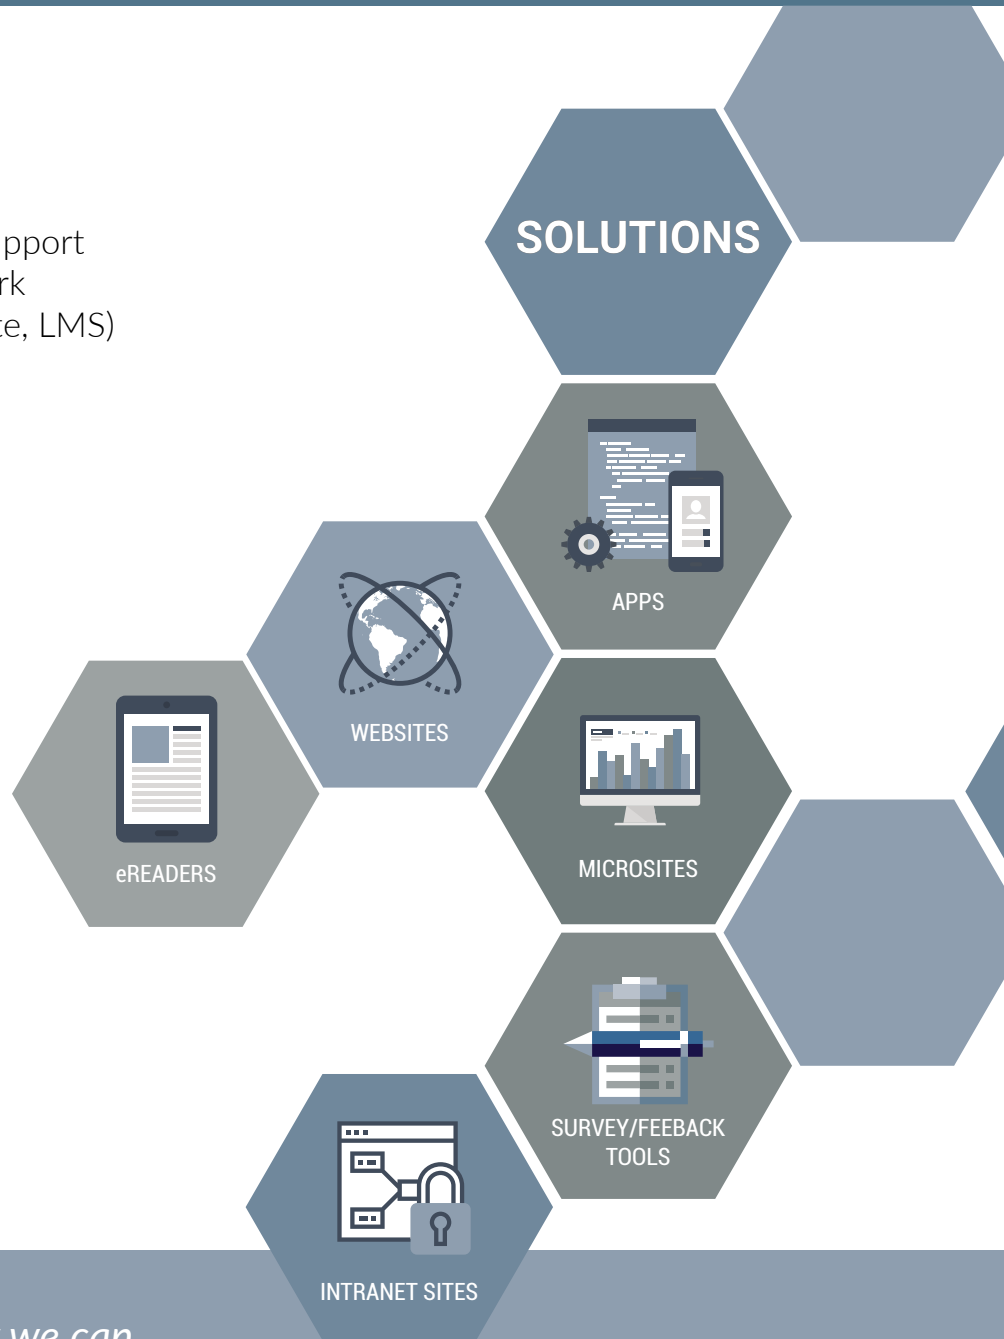 SOLUTIONS
pport
rk
te, LMS)
APPS
WEBSITES
MICROSITES
eREADERS
SURVEY/FEEBACK
TOOLS
INTRANET SITES
we can